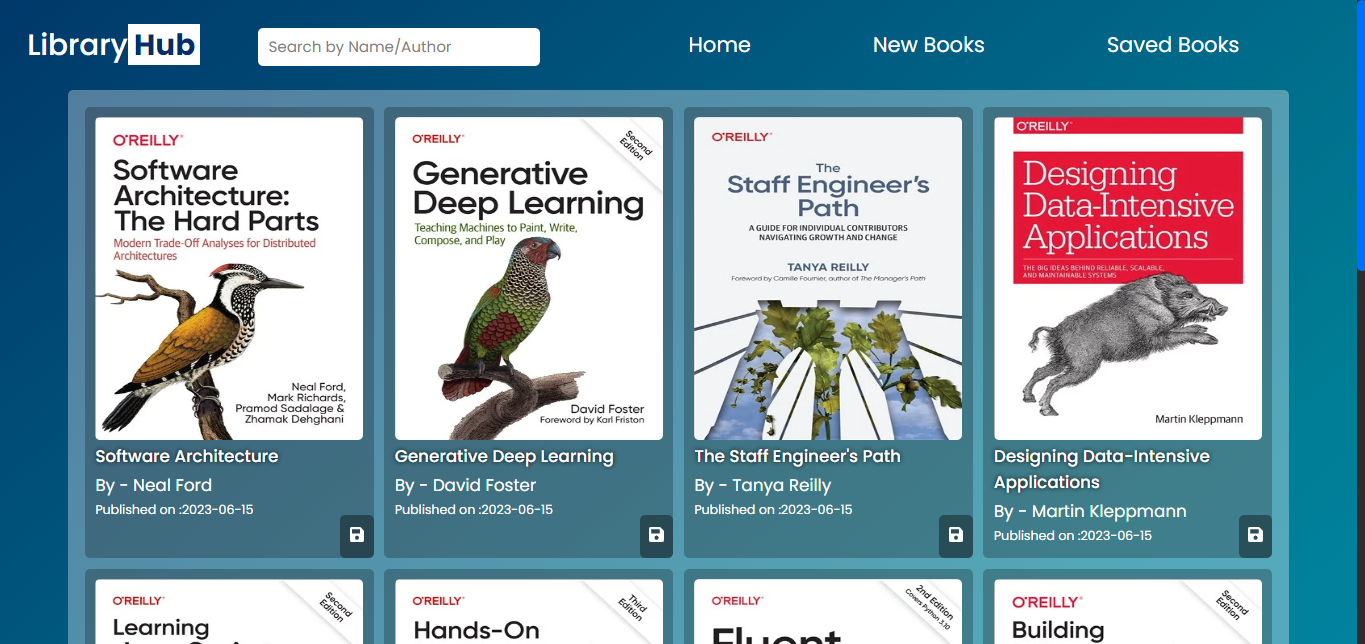 LibraryHub
Search by Name/Author
Home
New Books
Saved Books
O'REILLY®
Software
Architecture:
The Hard Parts
Modern Trade-Off Analyses for Distributed
Architectures
Neal Ford,
Mark Richards,
Pramod Sadalage &
Zhamak Dehghani
Software Architecture
By - Neal Ford
Published on :2023-06-15
O'REILLY®
Second
Edition
Generative
Deep Learning
Teaching Machines to Paint, Write,
Compose, and Play
David Foster
Foreword by Karl Friston
Generative Deep Learning
By - David Foster
Published on :2023-06-15
O'REILLY®
The
Staff Engineer's
Path
A GUIDE FOR INDIVIDUAL CONTRIBUTORS
NAVIGATING GROWTH AND CHANGE
TANYA REILLY
Foreword by Camille Fournier, author of The Manager's Path
The Staff Engineer's Path
By - Tanya Reilly
Published on :2023-06-15
O'REILLY®
Designing
Data-Intensive
Applications
THE BIG IDEAS BEHIND RELIABLE, SCALABLE,
AND MAINTAINABLE SYSTEMS
Martin Kleppmann
Designing Data-Intensive
Applications
By - Martin Kleppmann
Published on :2023-06-15
O'REILLY®
Second
Edition
Learning
O'REILLY®
Third
Edition
Hands-On
O'REILLY®
2nd Edition
Covers Python 3.10
Fluent
O'REILLY®
Second
Edition
Building